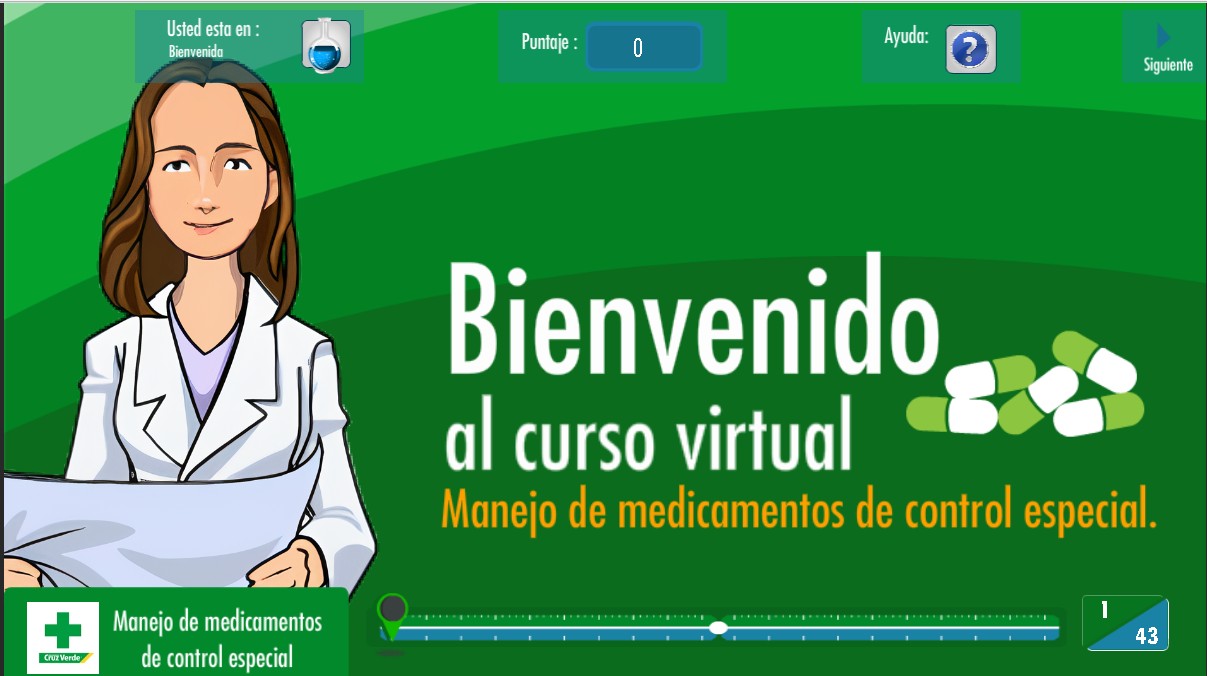 Usted esta en :
Bienvenida
Puntaje :
0
Ayuda:
?
Siguiente
Bienvenido
al curso virtual
Manejo de medicamentos de control especial.
Cruz Verde
Manejo de medicamentos
de control especial
1
43